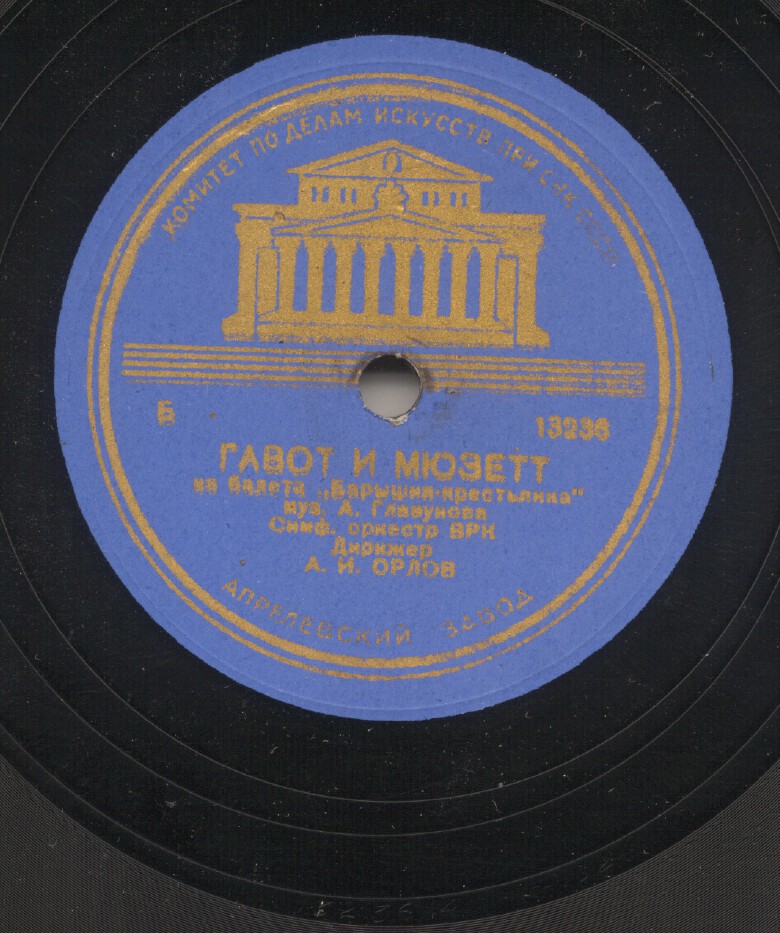 КОМИТЕТ ПО ДЕЛАМ ИСКУССТВ ПРИ СНК СССР
Б
13236
ГАВОТ И МЮЗЕТТ
из балета „Барышня-крестьянка"
муз. А. Глазунова
Симф. оркестр ВРК
Дирижер
А. И. ОРЛОВ
АПРЕЛЕВСКИЙ ЗАВОД